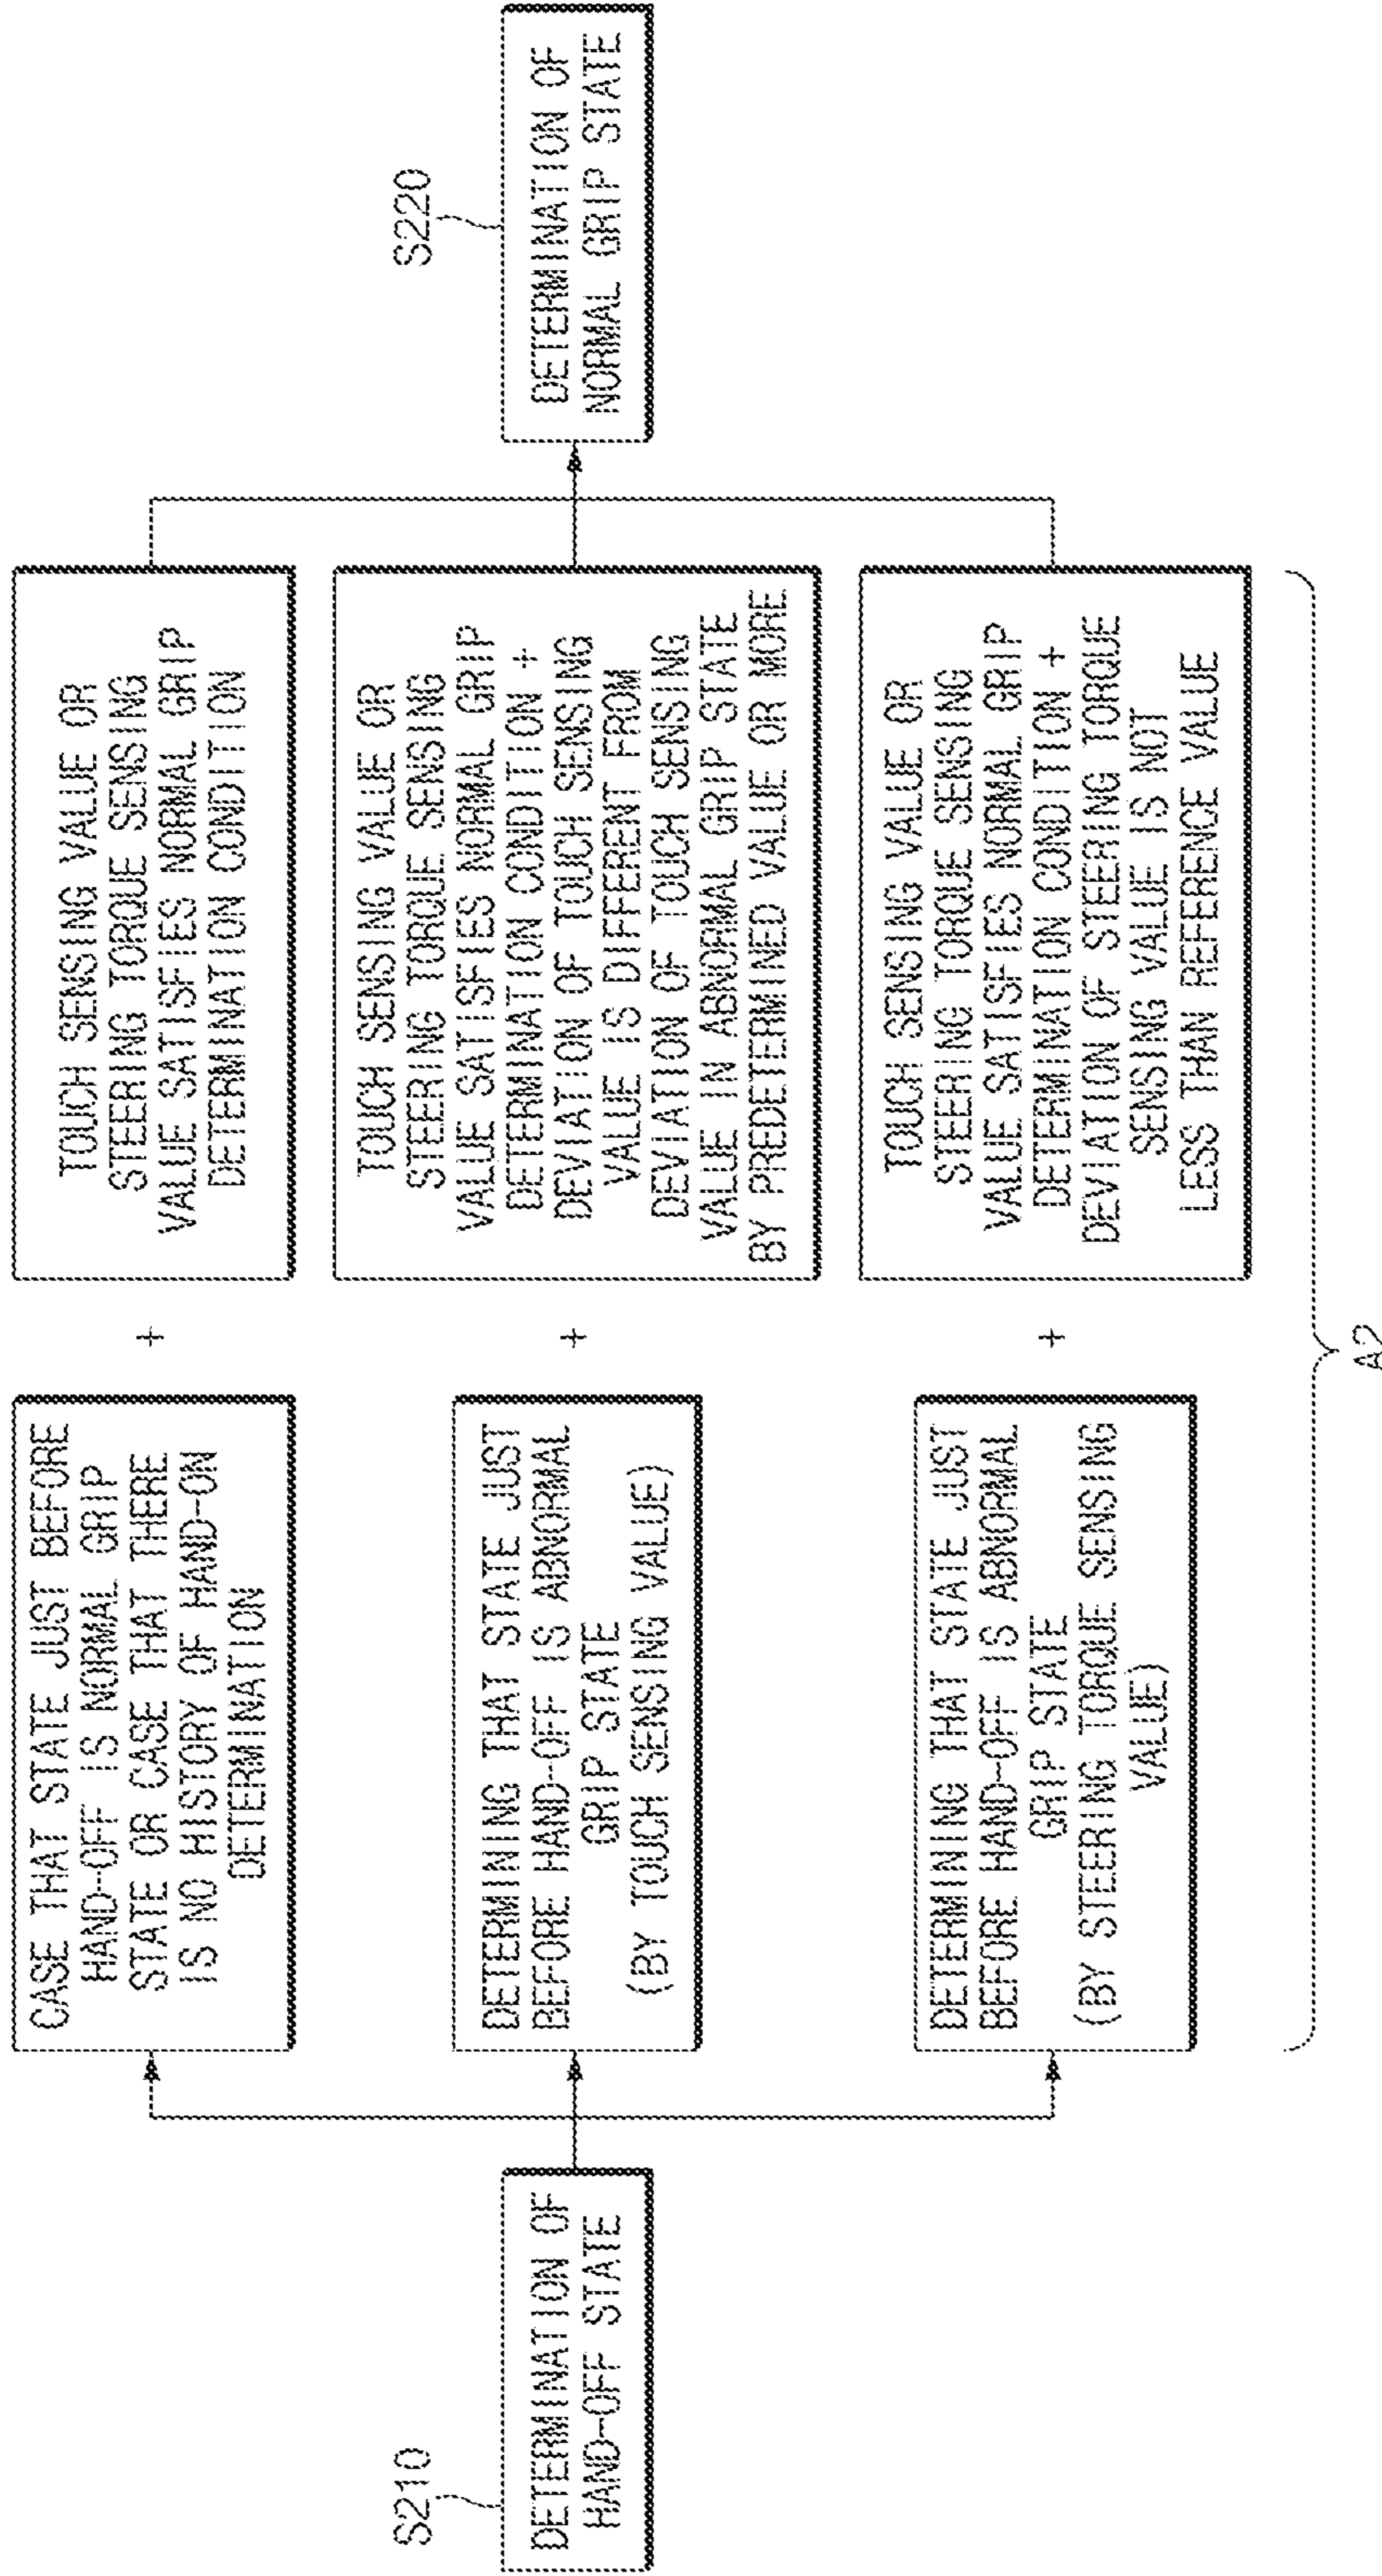 S210
DETERMINATION OF
HAND-OFF STATE
CASE THAT STATE JUST BEFORE
HAND-OFF IS NORMAL GRIP
STATE OR CASE THAT THERE
IS NO HISTORY OF HAND-ON
DETERMINATION
+
TOUCH SENSING VALUE OR
STEERING TORQUE SENSING
VALUE SATISFIES NORMAL GRIP
DETERMINATION CONDITION
DETERMINING THAT STATE JUST
BEFORE HAND-OFF IS ABNORMAL
GRIP STATE
(BY TOUCH SENSING VALUE)
+
TOUCH SENSING VALUE OR
STEERING TORQUE SENSING
VALUE SATISFIES NORMAL GRIP
DETERMINATION CONDITION +
DEVIATION OF TOUCH SENSING
VALUE IS DIFFERENT FROM
DEVIATION OF TOUCH SENSING
VALUE IN ABNORMAL GRIP STATE
BY PREDETERMINED VALUE OR MORE
DETERMINING THAT STATE JUST
BEFORE HAND-OFF IS ABNORMAL
GRIP STATE
(BY STEERING TORQUE SENSING
VALUE)
+
TOUCH SENSING VALUE OR
STEERING TORQUE SENSING
VALUE SATISFIES NORMAL GRIP
DETERMINATION CONDITION +
DEVIATION OF STEERING TORQUE
SENSING VALUE IS NOT
LESS THAN REFERENCE VALUE
A2
S220
DETERMINATION OF
NORMAL GRIP STATE